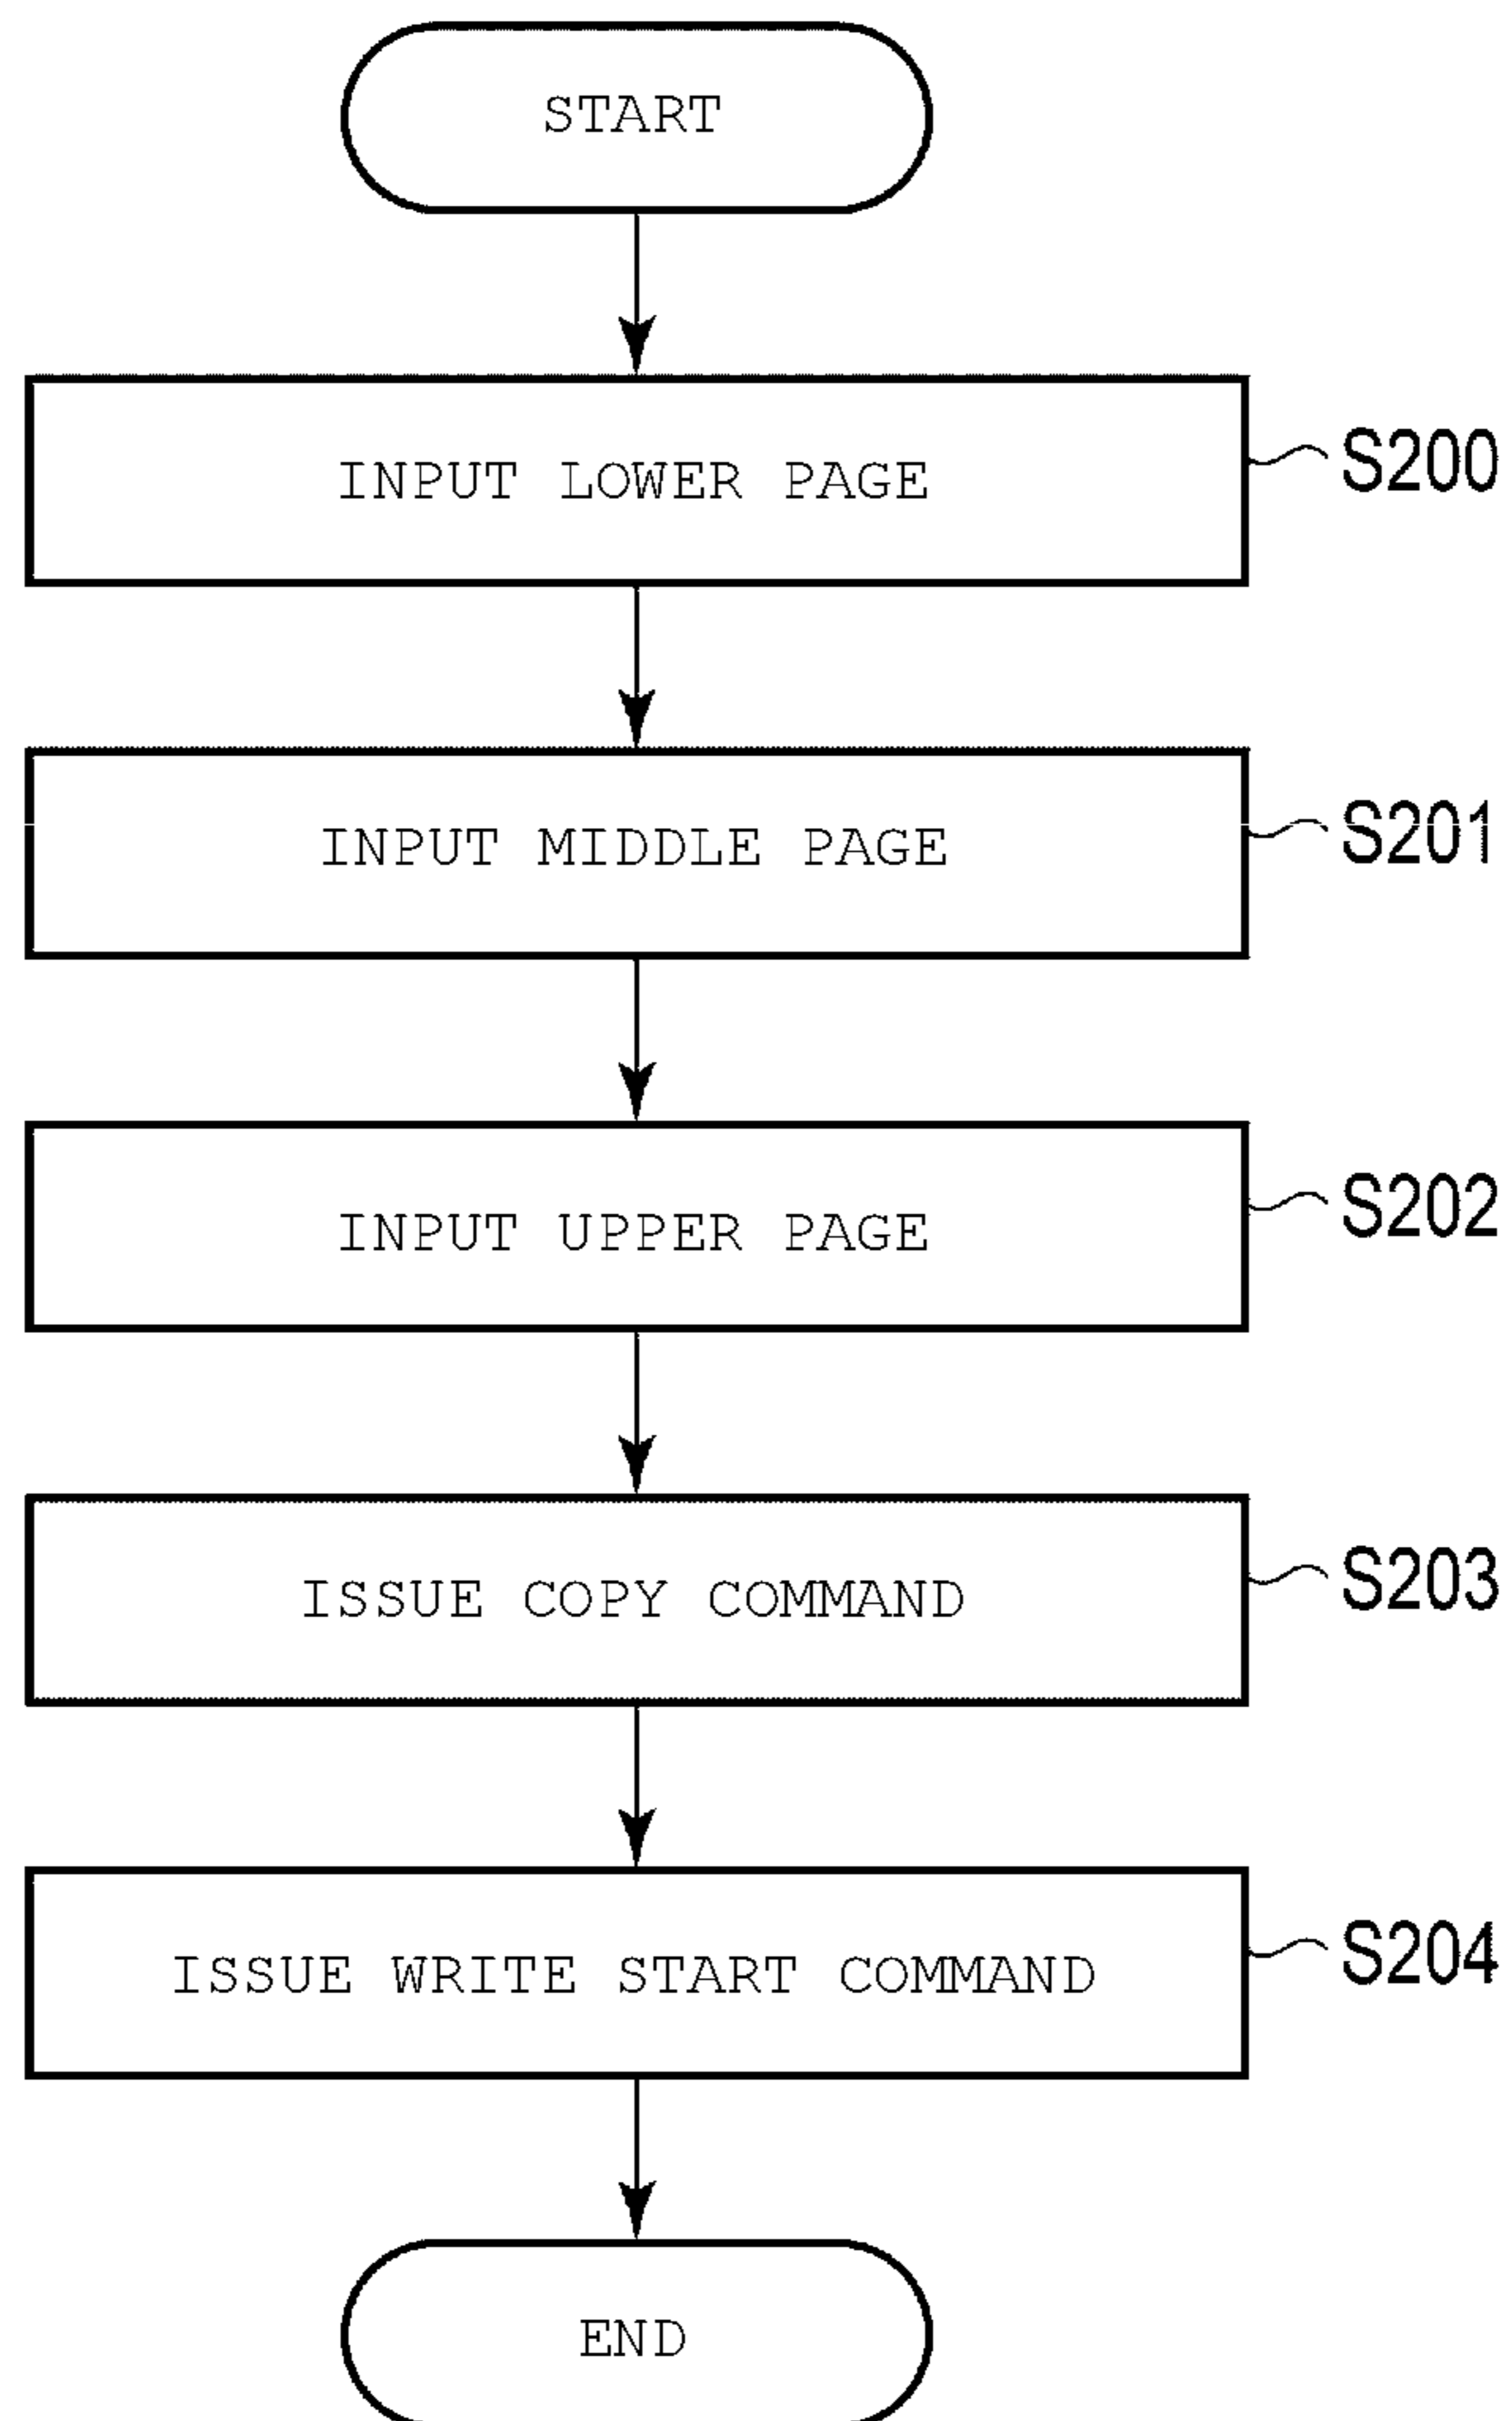 START
INPUT LOWER PAGE
S200
INPUT MIDDLE PAGE
S201
INPUT UPPER PAGE
S202
ISSUE COPY COMMAND
S203
ISSUE WRITE START COMMAND
S204
END